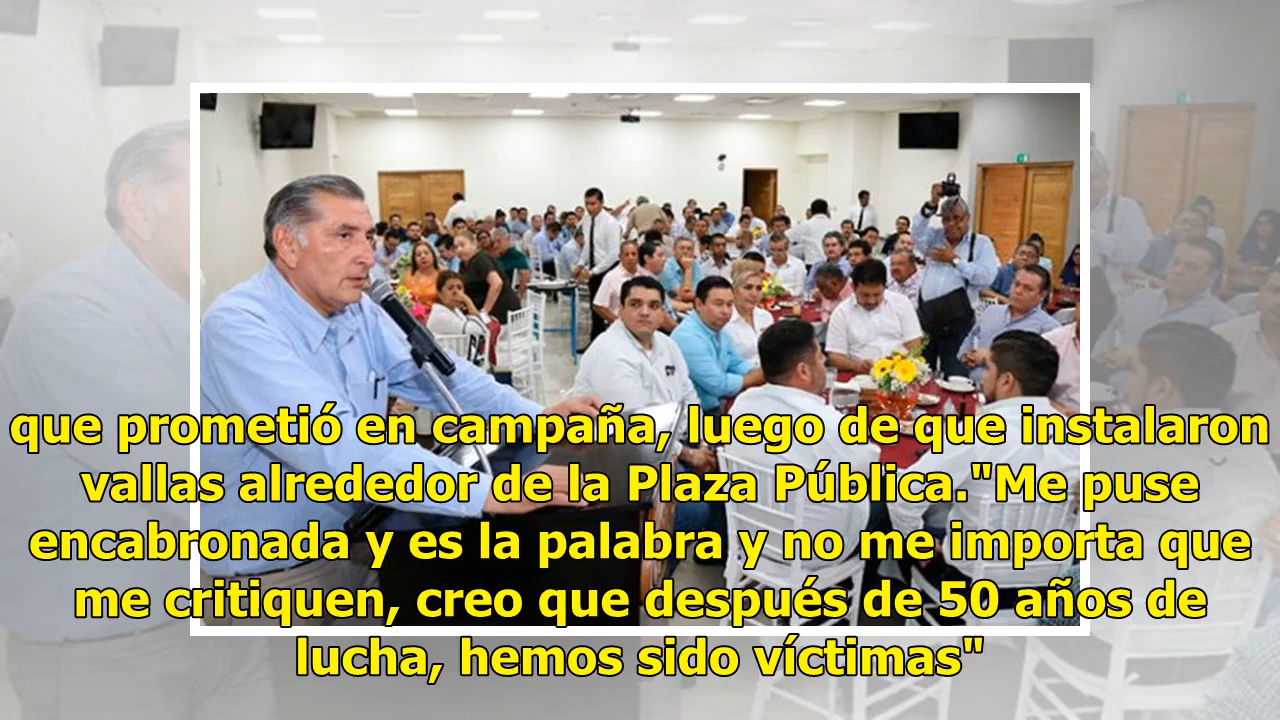 que prometió en campaña, luego de que instalaron
vallas alrededor de la Plaza Pública."Me puse
encabronada y es la palabra y no me importa que
me critiquen, creo que después de 50 años de
lucha, hemos sido víctimas"